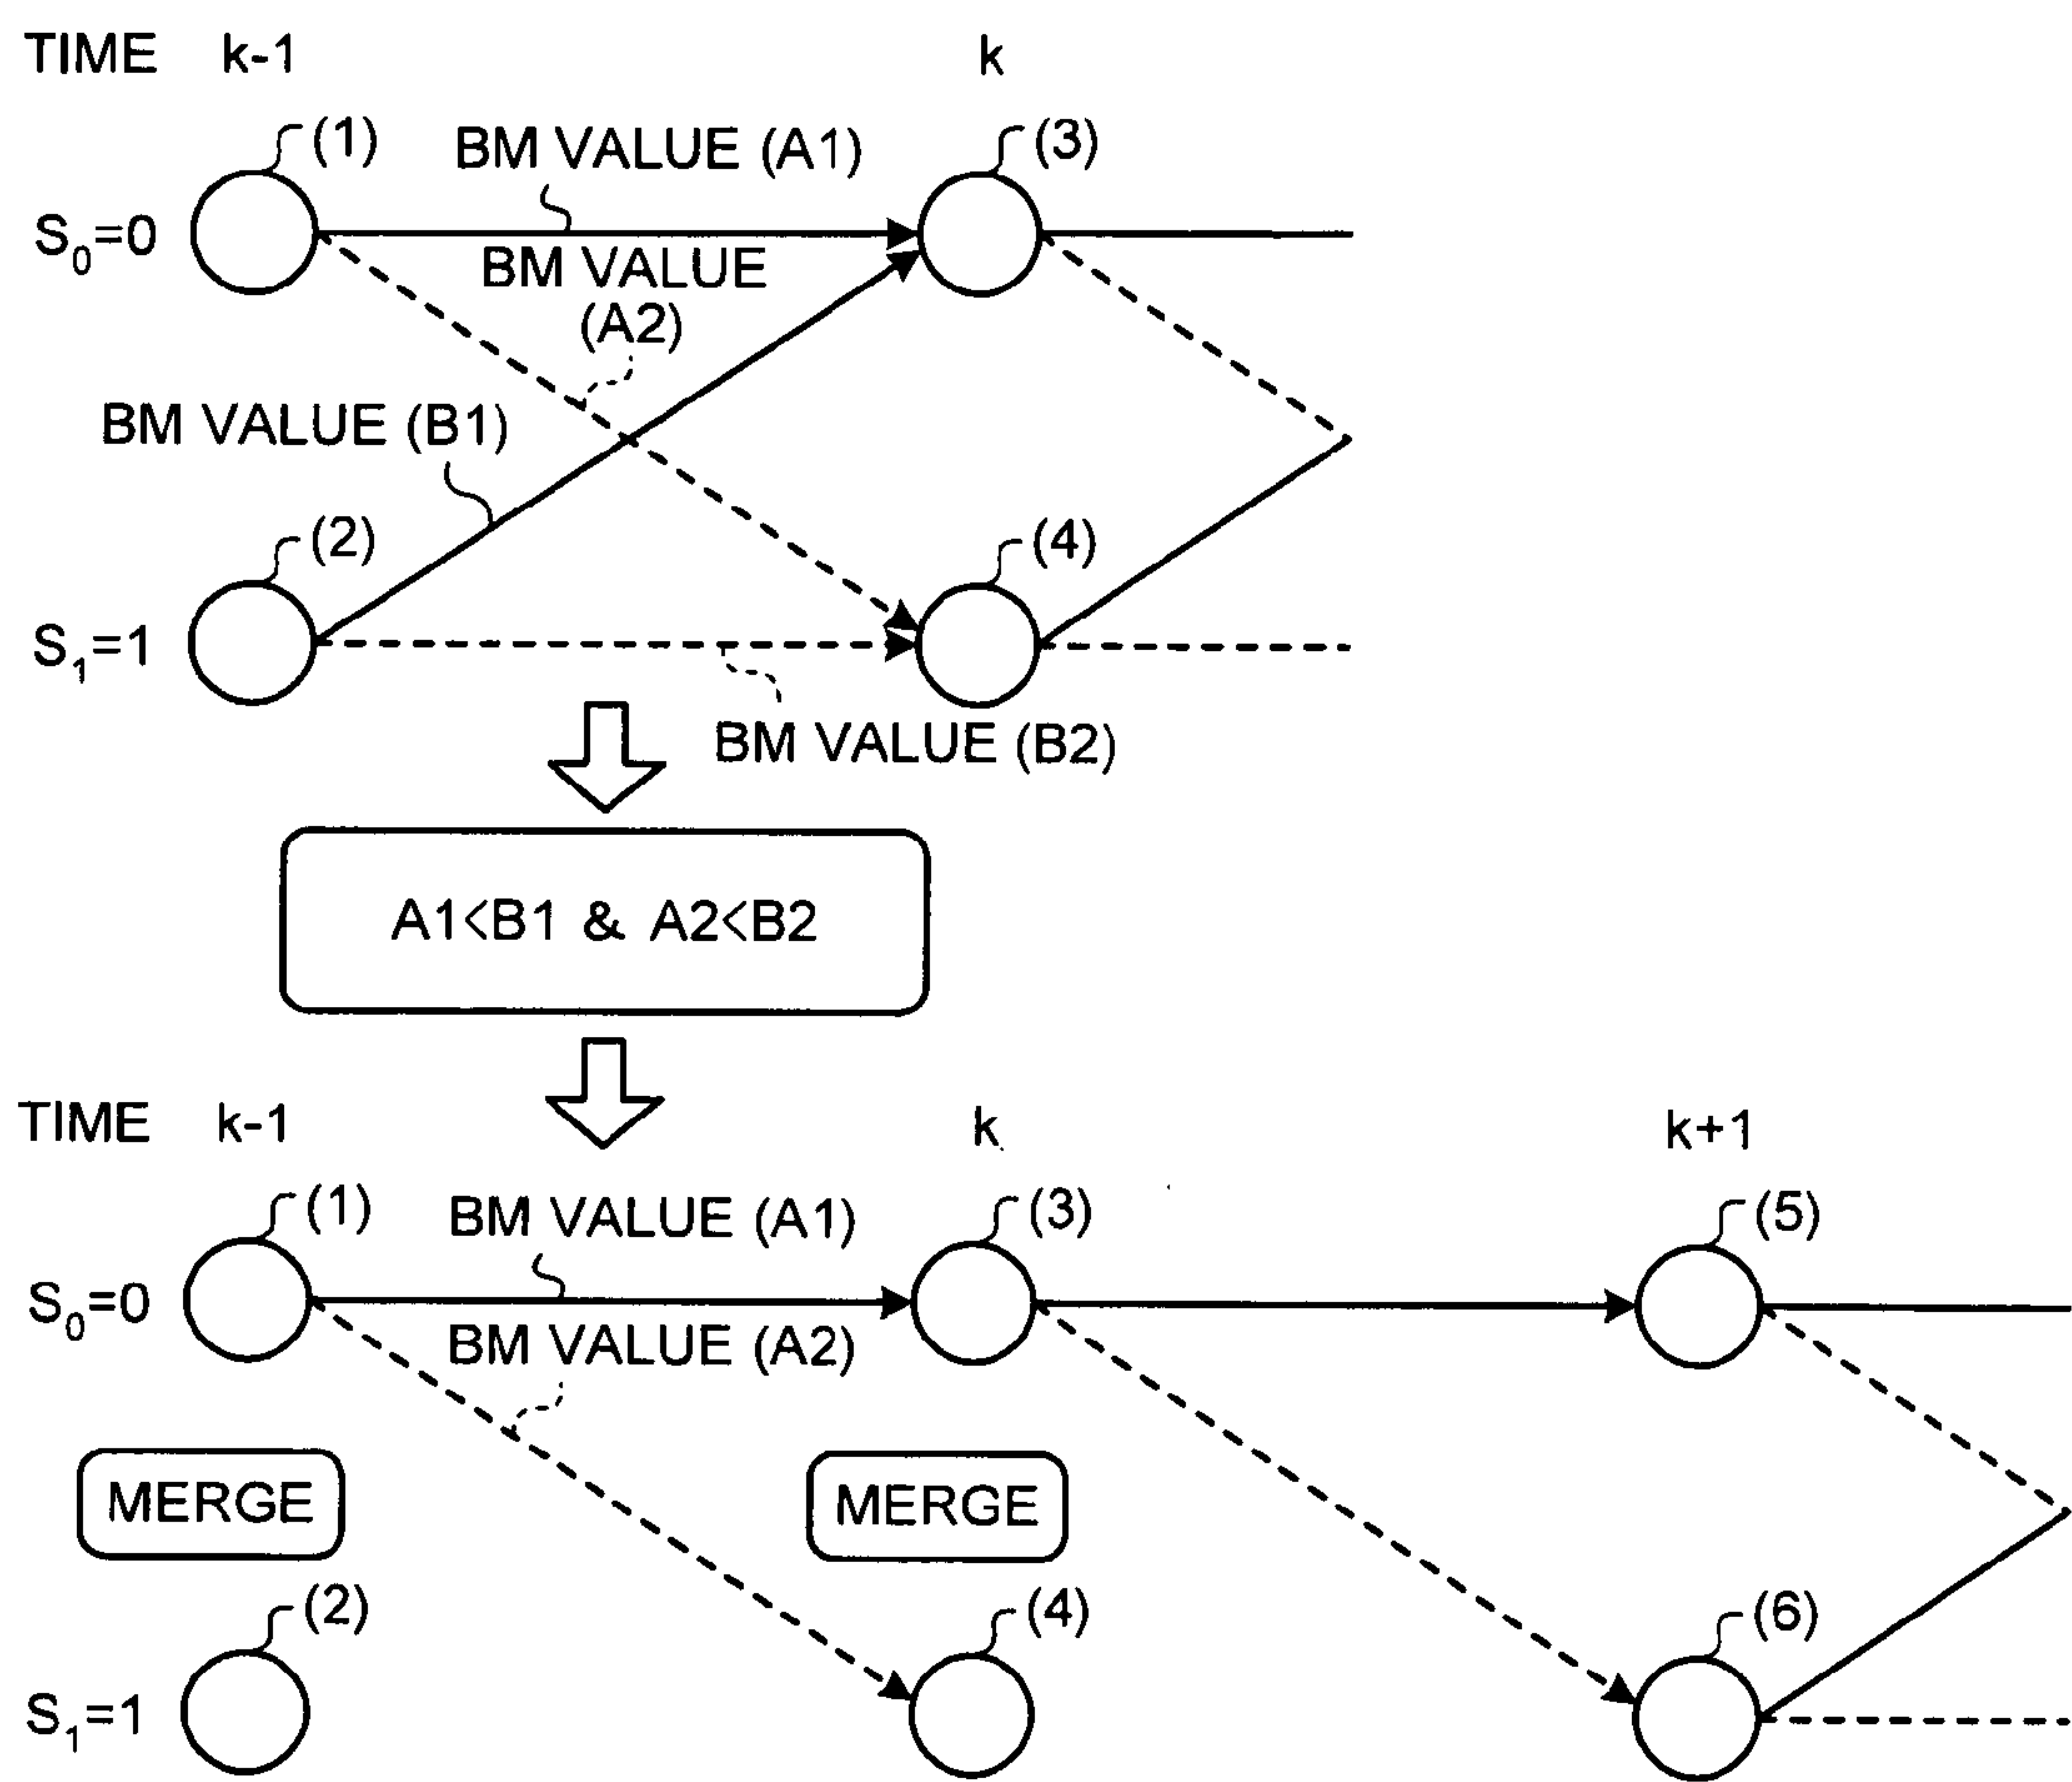 TIME k-1 k
(1) BM VALUE (A1) (3)
S₀=0
BM VALUE
(A2)
BM VALUE (B1)
(2) (4)
S₁=1
BM VALUE (B2)
A1<B1 & A2<B2
TIME k-1 k k+1
(1) BM VALUE (A1) (3) (5)
S₀=0
BM VALUE (A2)
MERGE MERGE
(2) (4) (6)
S₁=1